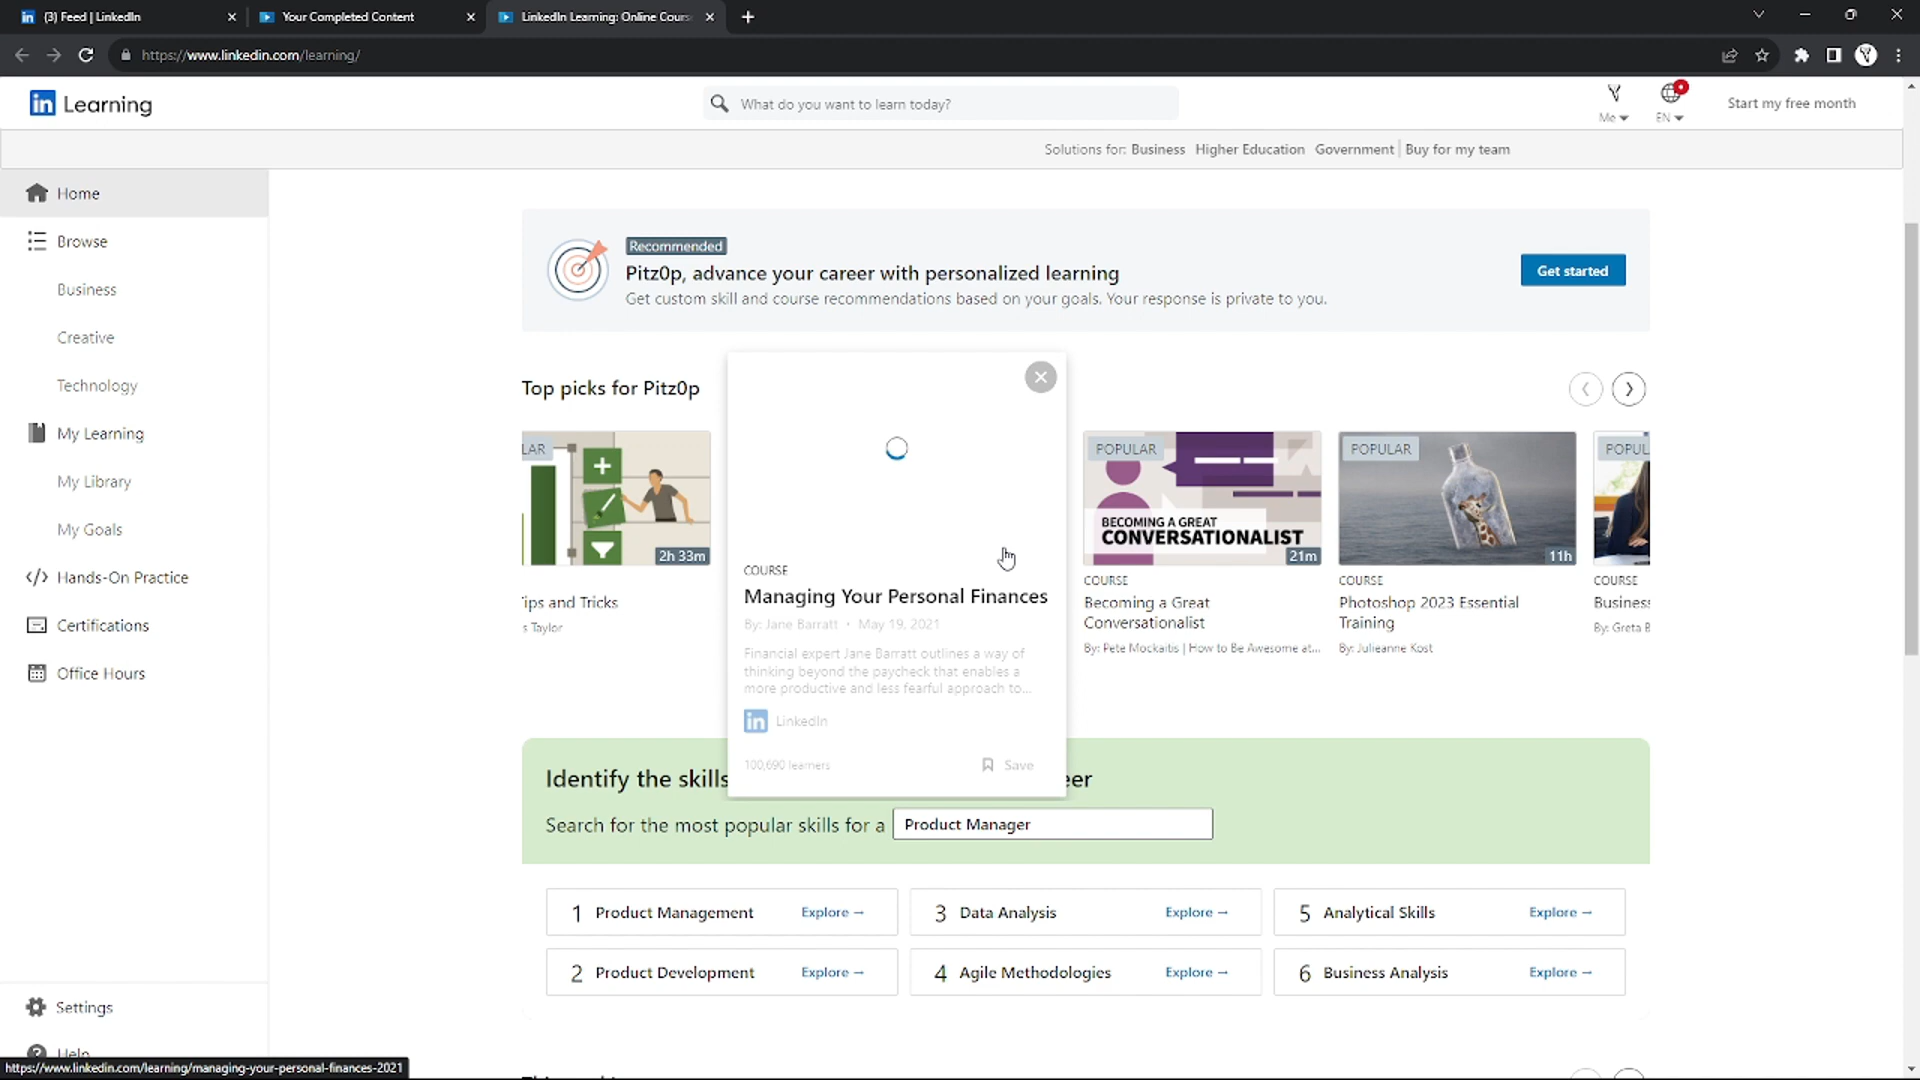 (3) Feed | LinkedIn
Your Completed Content
LinkedIn Learning: Online Cours
https://www.linkedin.com/learning/
in Learning
What do you want to learn today?
Me
EN
Start my free month
Solutions for: Business Higher Education Government Buy for my team
Home
Browse
Business
Creative
Technology
My Learning
My Library
My Goals
Hands-On Practice
Certifications
Office Hours
Settings
Help
Recommended
Pitz0p, advance your career with personalized learning
Get custom skill and course recommendations based on your goals. Your response is private to you.
Get started
Top picks for Pitz0p
LAR
2h 33m
ips and Tricks
s Taylor
COURSE
Managing Your Personal Finances
By: Jane Barratt • May 19, 2021
Financial expert Jane Barratt outlines a way of
thinking beyond the paycheck that enables a
more productive and less fearful approach to...
in LinkedIn
100,690 learners
Save
POPULAR
BECOMING A GREAT
CONVERSATIONALIST
21m
COURSE
Becoming a Great
Conversationalist
By: Pete Mockaitis | How to Be Awesome at...
POPULAR
11h
COURSE
Photoshop 2023 Essential
Training
By: Julieanne Kost
POPUL
COURSE
Business
By: Greta B
Identify the skills
er
Search for the most popular skills for a Product Manager
1 Product Management Explore →
3 Data Analysis Explore →
5 Analytical Skills Explore →
2 Product Development Explore →
4 Agile Methodologies Explore →
6 Business Analysis Explore →
https://www.linkedin.com/learning/managing-your-personal-finances-2021